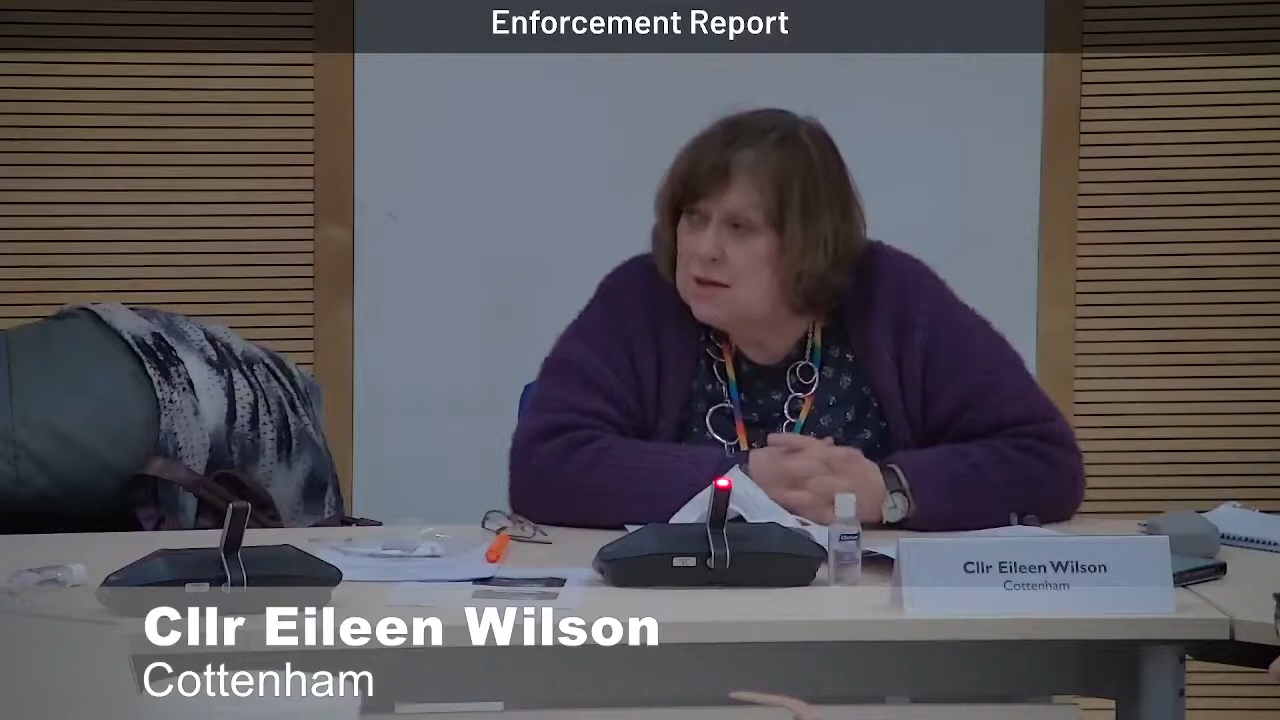 Enforcement Report
Cllr Eileen Wilson
Cottenham
Cllr Eileen Wilson
Cottenham